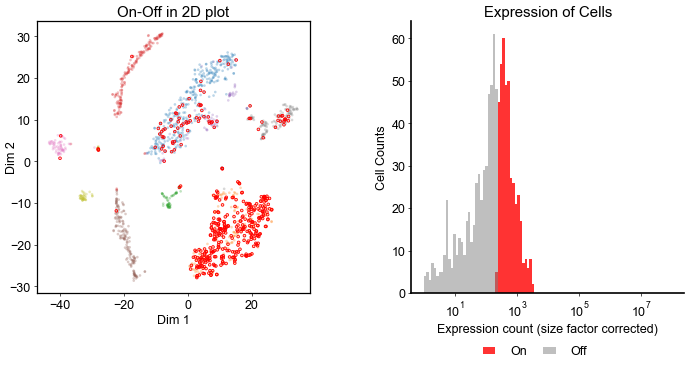 On-Off in 2D plot
30
20
10
0
−10
−20
−30
Dim 2
−40
−20
0
20
Dim 1
Expression of Cells
60
50
40
30
20
10
0
Cell Counts
10^1
10^3
10^5
10^7
Expression count (size factor corrected)
On
Off